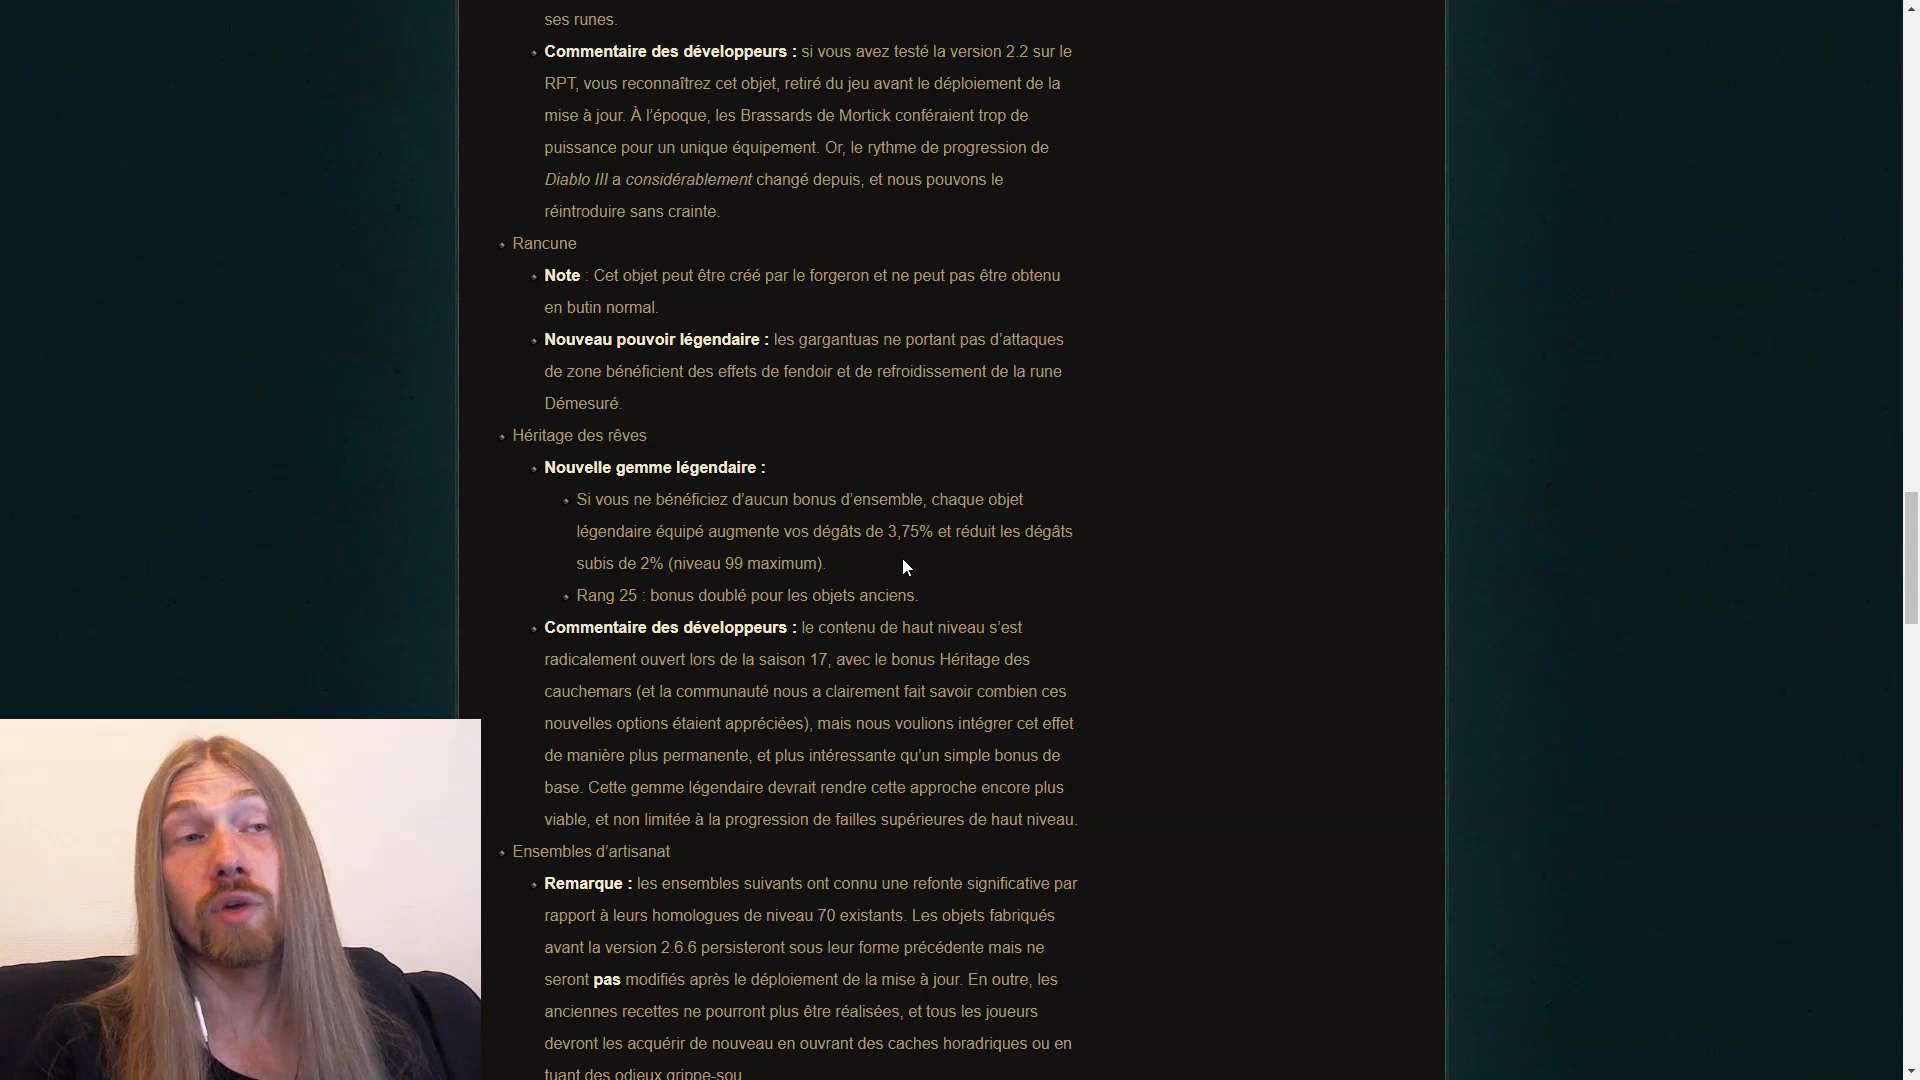 ses runes.
Commentaire des développeurs : si vous avez testé la version 2.2 sur le
RPT, vous reconnaîtrez cet objet, retiré du jeu avant le déploiement de la
mise à jour. À l’époque, les Brassards de Mortick conféraient trop de
puissance pour un unique équipement. Or, le rythme de progression de
Diablo III a considérablement changé depuis, et nous pouvons le
réintroduire sans crainte.
Rancune
Note : Cet objet peut être créé par le forgeron et ne peut pas être obtenu
en butin normal.
Nouveau pouvoir légendaire : les gargantuas ne portant pas d’attaques
de zone bénéficient des effets de fendoir et de refroidissement de la rune
Démesuré.
Héritage des rêves
Nouvelle gemme légendaire :
Si vous ne bénéficiez d’aucun bonus d’ensemble, chaque objet
légendaire équipé augmente vos dégâts de 3,75% et réduit les dégâts
subis de 2% (niveau 99 maximum).
Rang 25 : bonus doublé pour les objets anciens.
Commentaire des développeurs : le contenu de haut niveau s’est
radicalement ouvert lors de la saison 17, avec le bonus Héritage des
cauchemars (et la communauté nous a clairement fait savoir combien ces
nouvelles options étaient appréciées), mais nous voulions intégrer cet effet
de manière plus permanente, et plus intéressante qu’un simple bonus de
base. Cette gemme légendaire devrait rendre cette approche encore plus
viable, et non limitée à la progression de failles supérieures de haut niveau.
Ensembles d’artisanat
Remarque : les ensembles suivants ont connu une refonte significative par
rapport à leurs homologues de niveau 70 existants. Les objets fabriqués
avant la version 2.6.6 persisteront sous leur forme précédente mais ne
seront pas modifiés après le déploiement de la mise à jour. En outre, les
anciennes recettes ne pourront plus être réalisées, et tous les joueurs
devront les acquérir de nouveau en ouvrant des caches horadriques ou en
tuant des odieux grippe-sou